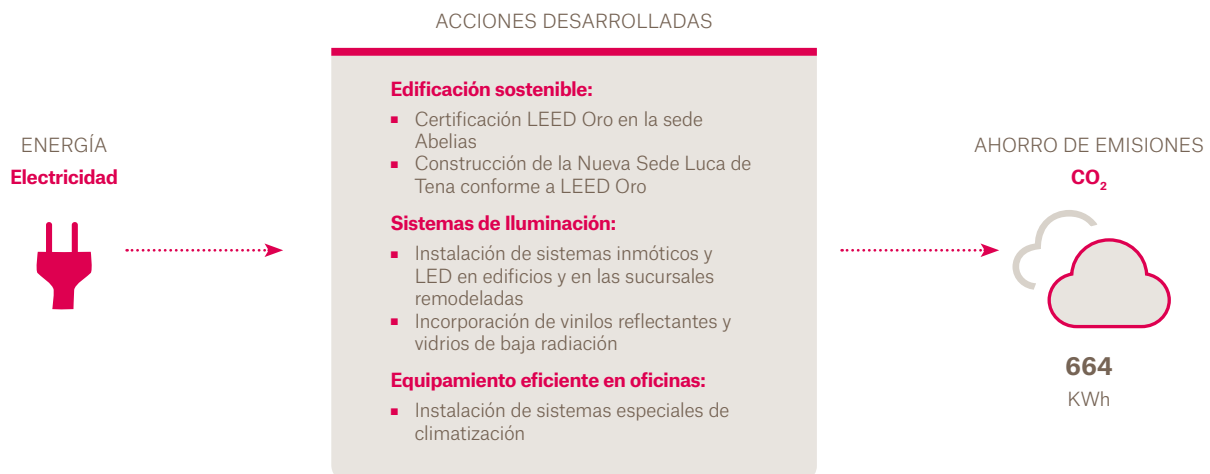 ACCIONES DESARROLLADAS
ENERGÍA
Electricidad
Edificación sostenible:
▪ Certificación LEED Oro en la sede
Abelias
▪ Construcción de la Nueva Sede Luca de
Tena conforme a LEED Oro
Sistemas de Iluminación:
▪ Instalación de sistemas inmóticos y
LED en edificios y en las sucursales
remodeladas
▪ Incorporación de vinilos reflectantes y
vidrios de baja radiación
Equipamiento eficiente en oficinas:
▪ Instalación de sistemas especiales de
climatización
AHORRO DE EMISIONES
CO₂
664
KWh